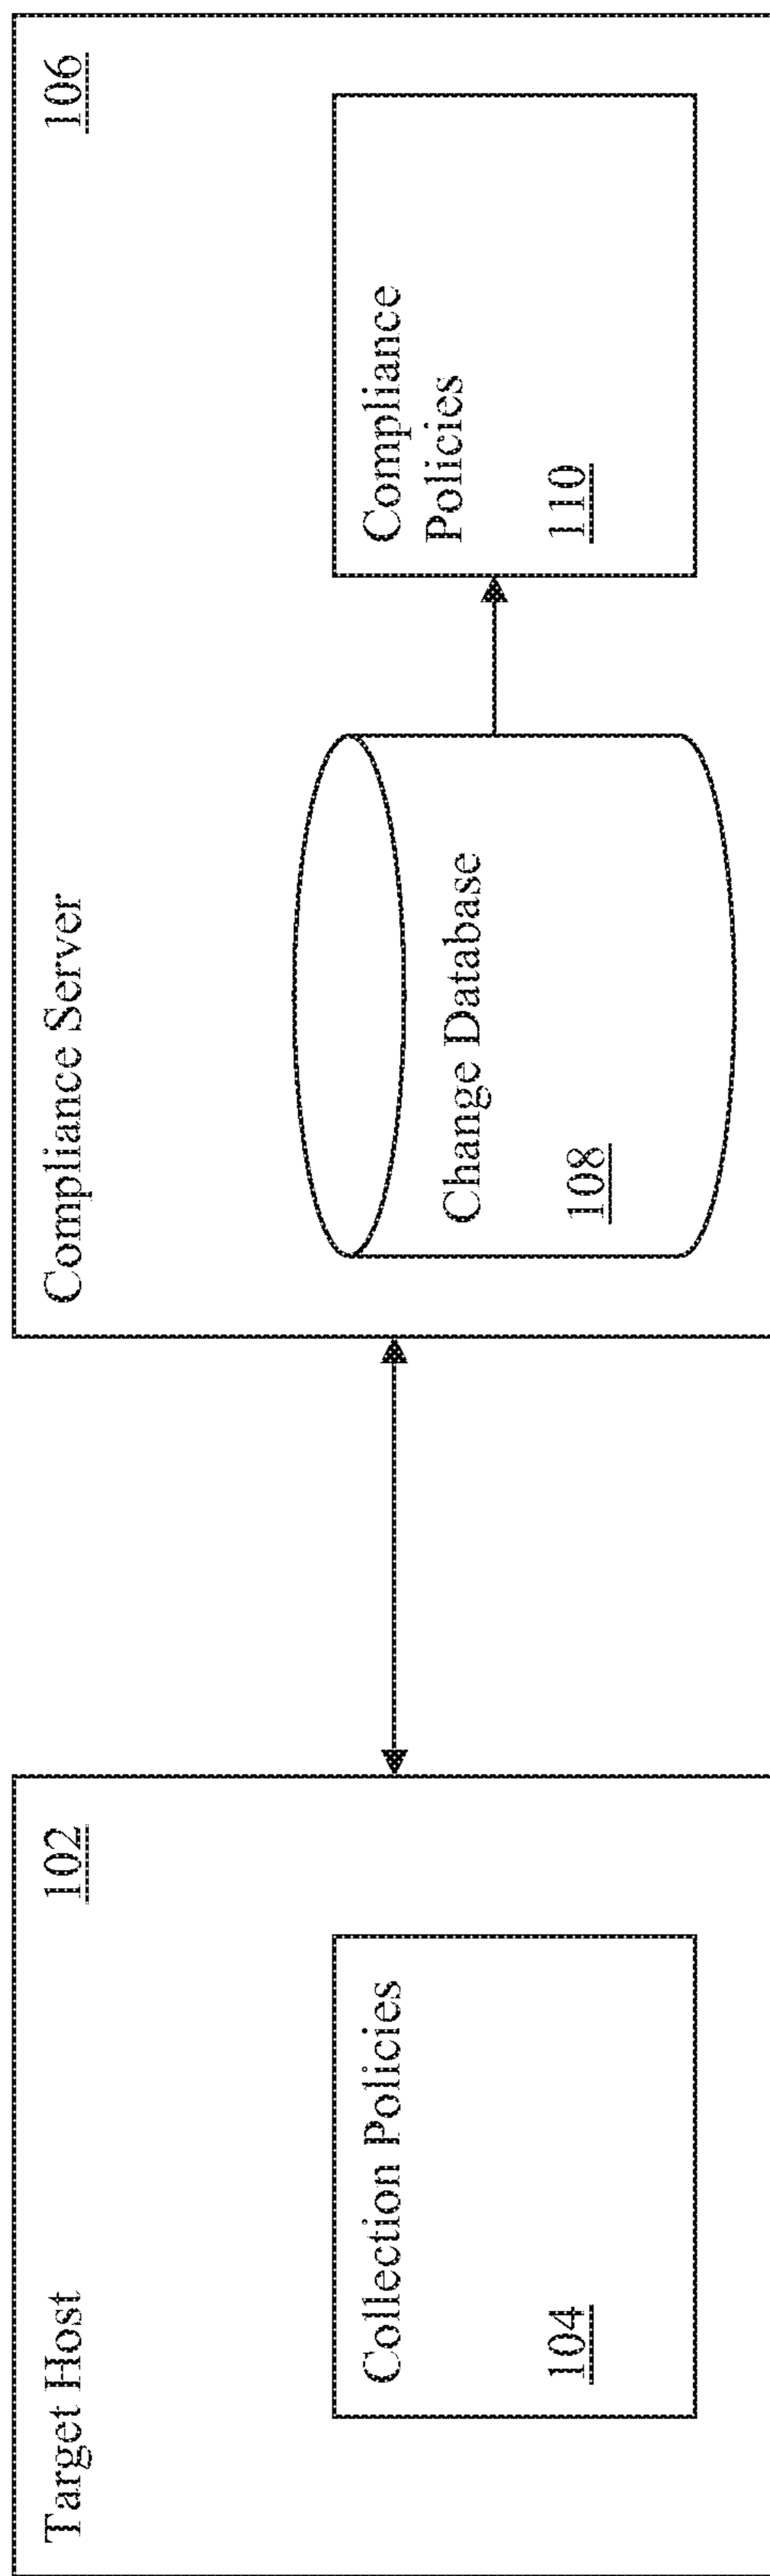 Target Host
102
Collection Policies
104
Compliance Server
106
Change Database
108
Compliance
Policies
110